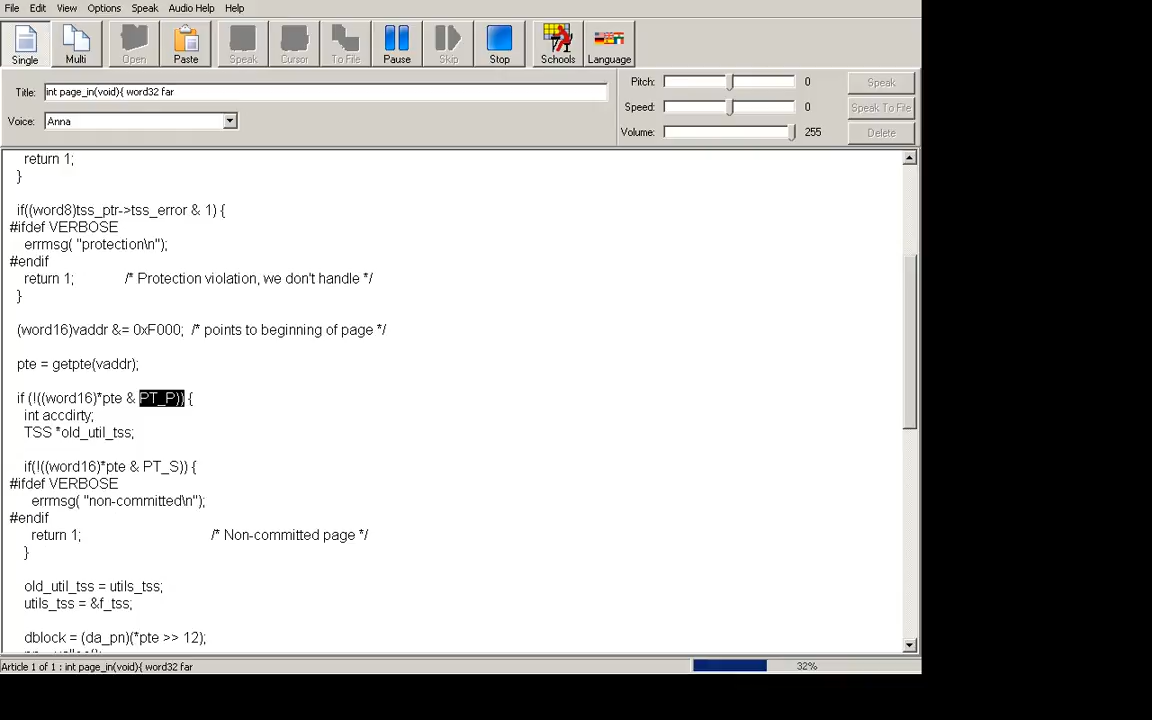 File Edit View Options Speak Audio Help Help
Single Multi Open Paste Speak Cursor To File Pause Skip Stop Schools Language
Title: int page_in(void){ word32 far
Voice: Anna
Pitch: 0 Speak
Speed: 0 Speak To File
Volume: 255 Delete
return 1;
}
if((word8)tss_ptr->tss_error & 1) {
#ifdef VERBOSE
errmsg( "protection\n");
#endif
return 1; /* Protection violation, we don't handle */
}
(word16)vaddr &= 0xF000; /* points to beginning of page */
pte = getpte(vaddr);
if (!((word16)*pte & PT_P)) {
int accdirty;
TSS *old_util_tss;
if(!((word16)*pte & PT_S)) {
#ifdef VERBOSE
errmsg( "non-committed\n");
#endif
return 1; /* Non-committed page */
}
old_util_tss = utils_tss;
utils_tss = &f_tss;
dblock = (da_pn)(*pte >> 12);
Article 1 of 1 : int page_in(void){ word32 far 32%